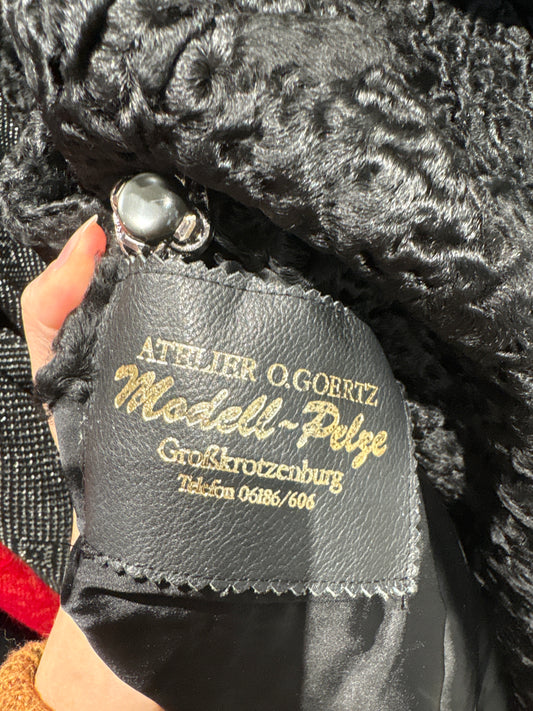 ATELIER O.GOERTZ
Modell~Pelze
Großkrotzenburg
Telefon 06186/606